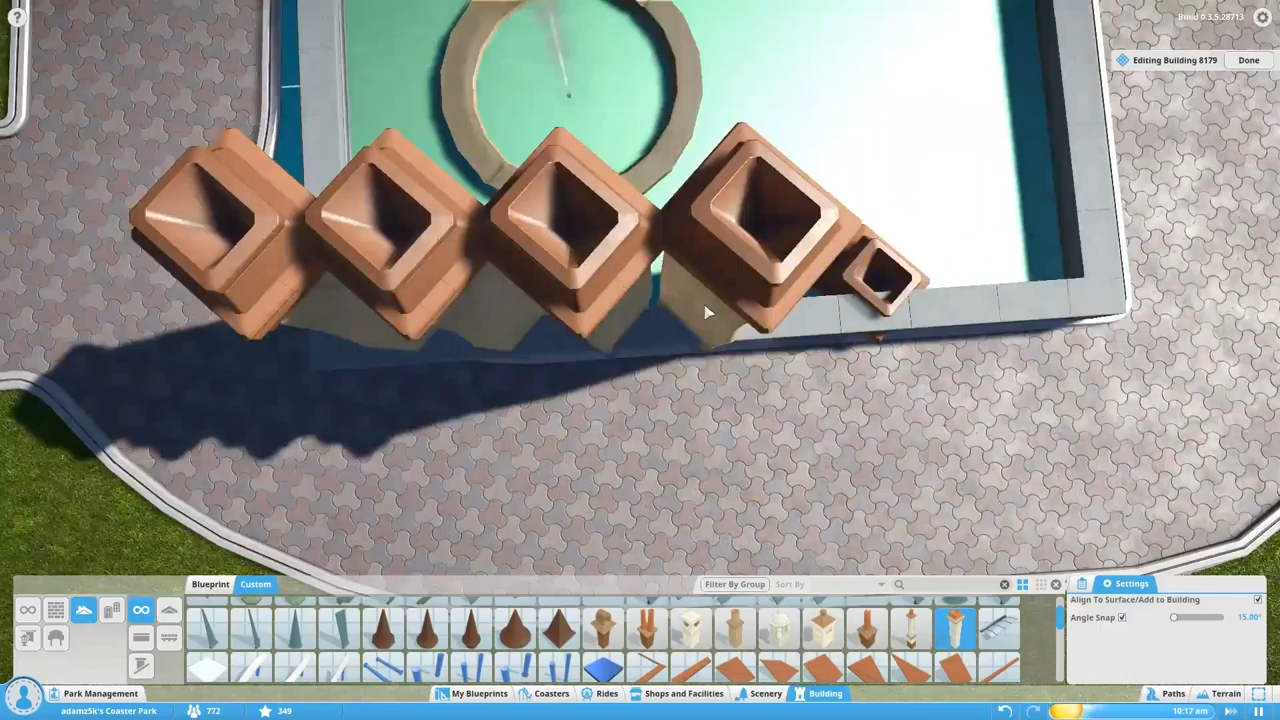 Build 0.3.5.28713
Editing Building 8179 Done
Blueprint Custom Filter By Group Sort By Settings
Align To Surface/Add to Building
Angle Snap 15.00°
Park Management My Blueprints Coasters Rides Shops and Facilities Scenery Building Paths Terrain
adamz5k's Coaster Park 772 349 10:17 am